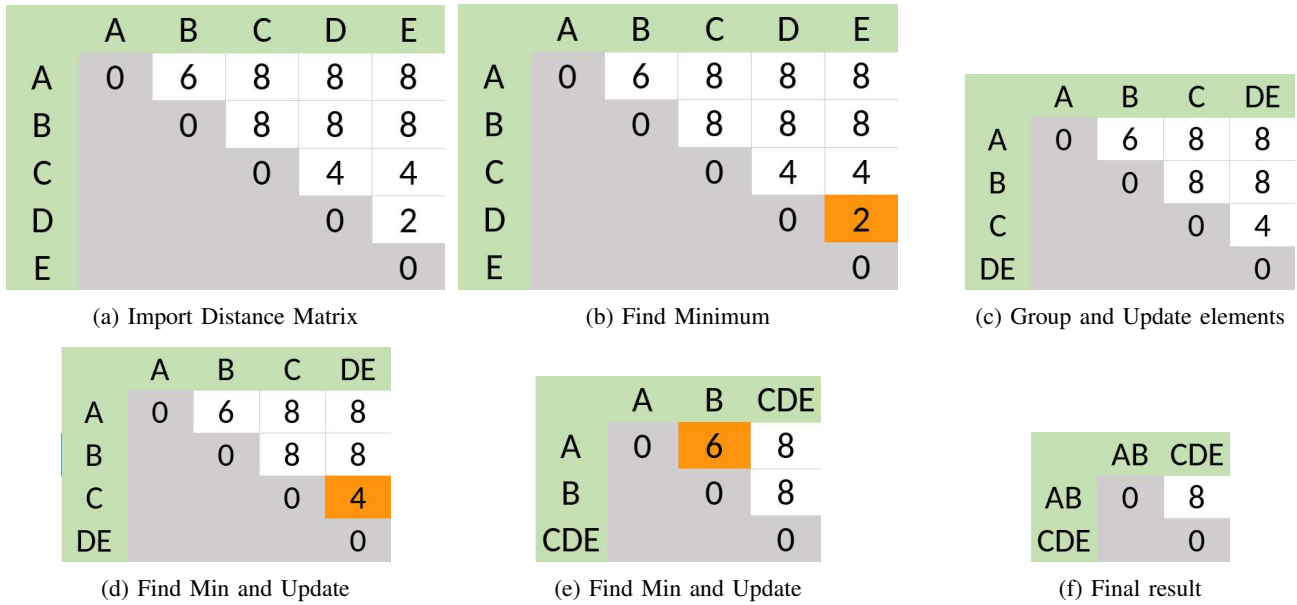 A B C D E
A 0 6 8 8 8
B 0 8 8 8
C 0 4 4
D 0 2
E 0
(a) Import Distance Matrix
A B C D E
A 0 6 8 8 8
B 0 8 8 8
C 0 4 4
D 0 2
E 0
(b) Find Minimum
A B C DE
A 0 6 8 8
B 0 8 8
C 0 4
DE 0
(c) Group and Update elements
A B C DE
A 0 6 8 8
B 0 8 8
C 0 4
DE 0
(d) Find Min and Update
A B CDE
A 0 6 8
B 0 8
CDE 0
(e) Find Min and Update
AB CDE
AB 0 8
CDE 0
(f) Final result